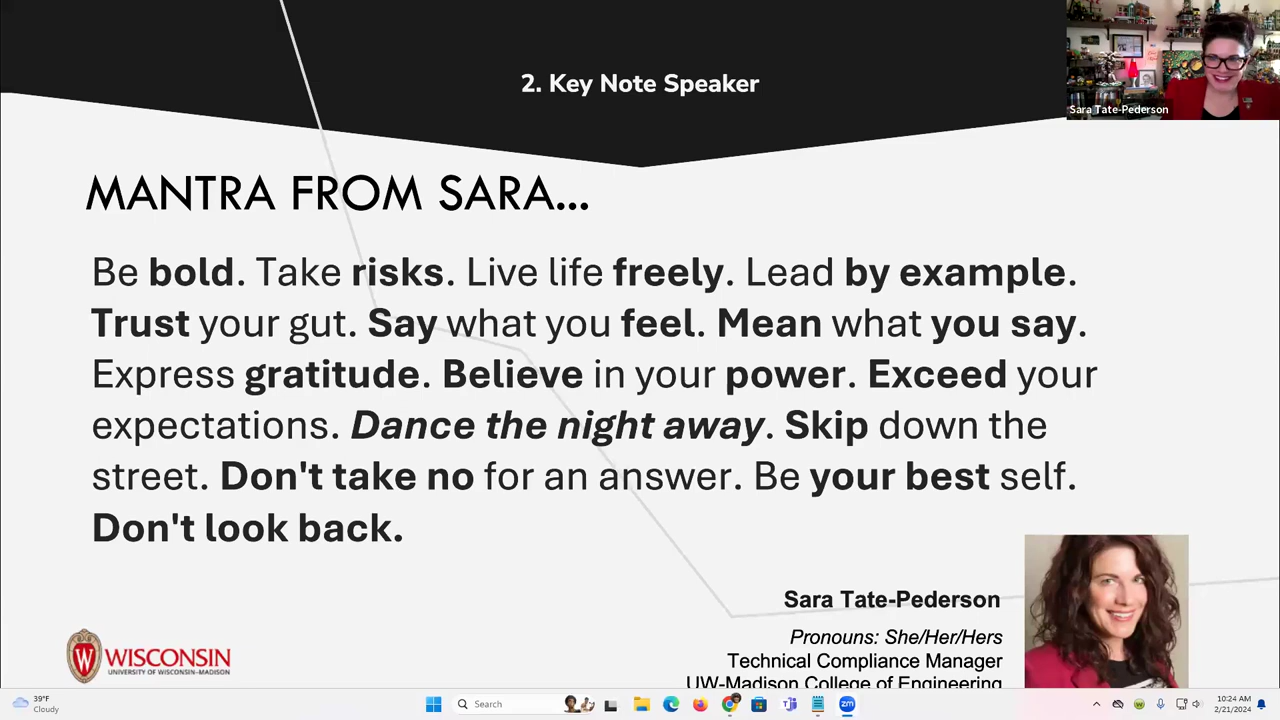 2. Key Note Speaker
Sara Tate-Pederson
MANTRA FROM SARA...
Be bold. Take risks. Live life freely. Lead by example.
Trust your gut. Say what you feel. Mean what you say.
Express gratitude. Believe in your power. Exceed your
expectations. Dance the night away. Skip down the
street. Don't take no for an answer. Be your best self.
Don't look back.
Sara Tate-Pederson
Pronouns: She/Her/Hers
Technical Compliance Manager
UW-Madison College of Engineering
W WISCONSIN
UNIVERSITY OF WISCONSIN–MADISON
39°F
Cloudy
Search
zm
10:24 AM
2/21/2024